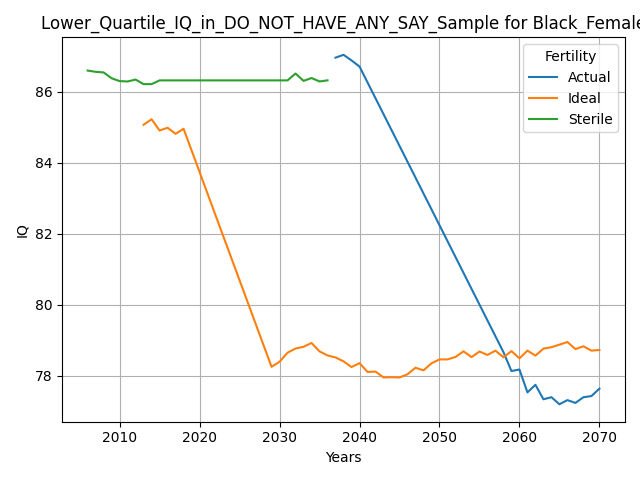 Lower_Quartile_IQ_in_DO_NOT_HAVE_ANY_SAY_Sample for Black_Female
Fertility
Actual
Ideal
Sterile
IQ
86
84
82
80
78
2010 2020 2030 2040 2050 2060 2070
Years